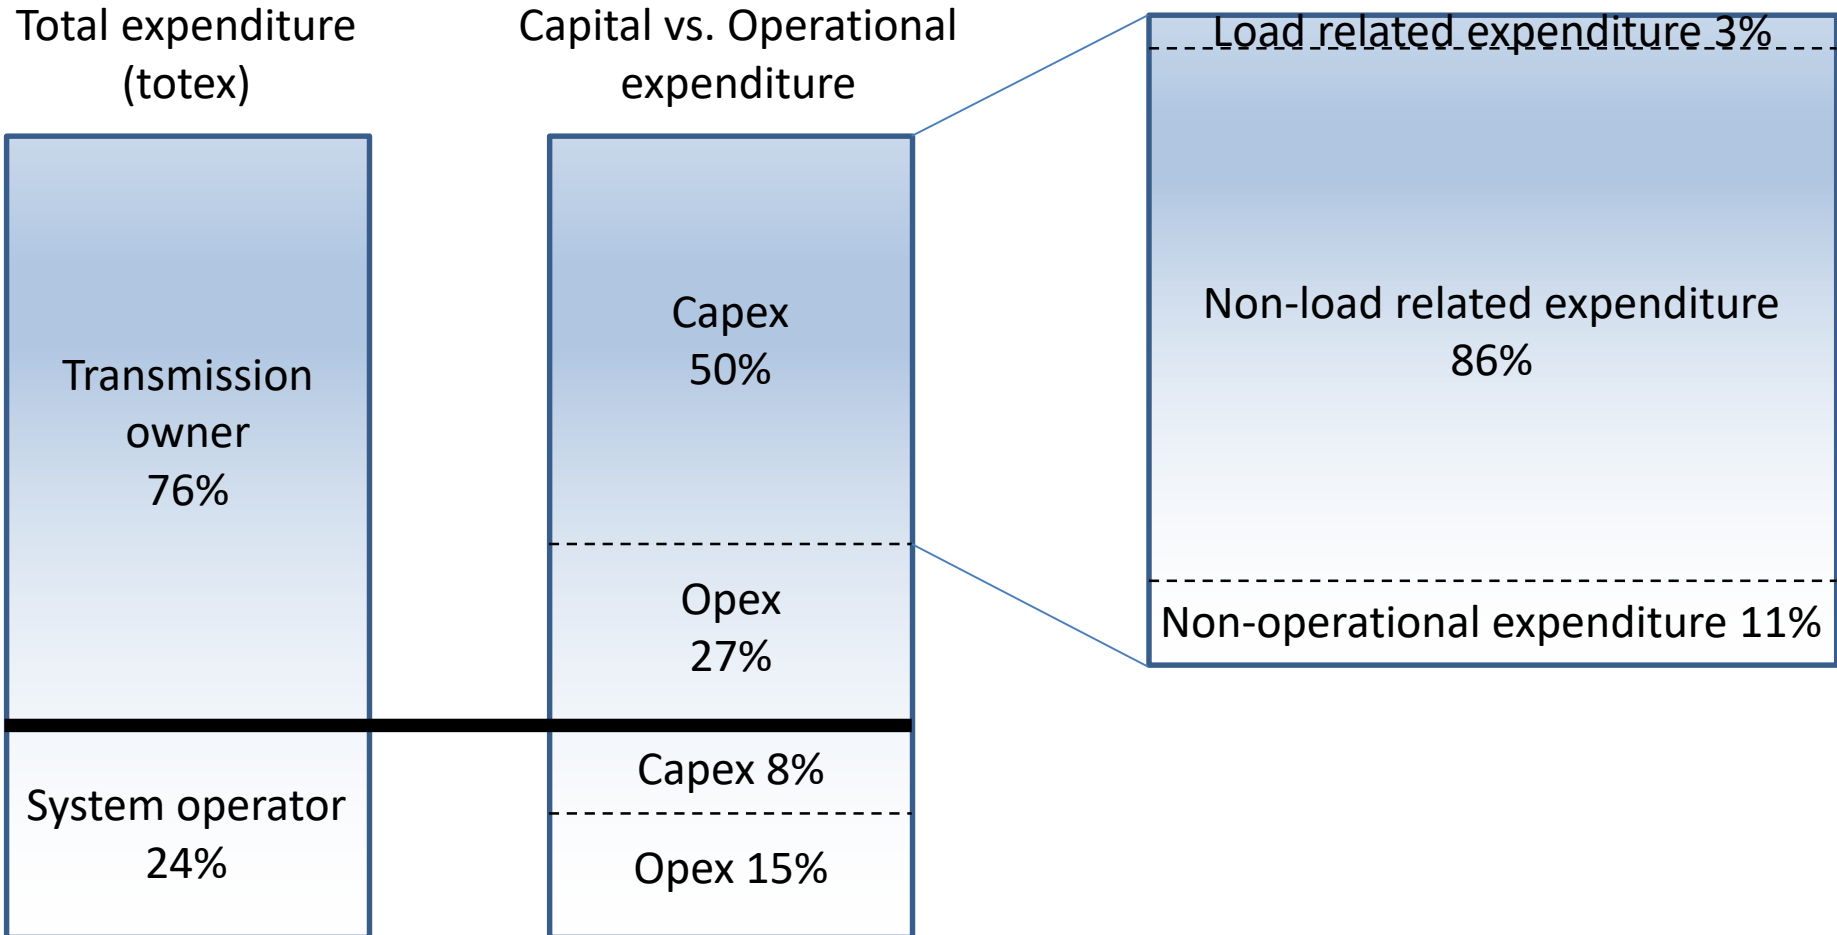 Total expenditure
(totex)
Capital vs. Operational
expenditure
Transmission
owner
76%
System operator
24%
Capex
50%
Opex
27%
Capex 8%
Opex 15%
Load related expenditure 3%
Non-load related expenditure
86%
Non-operational expenditure 11%